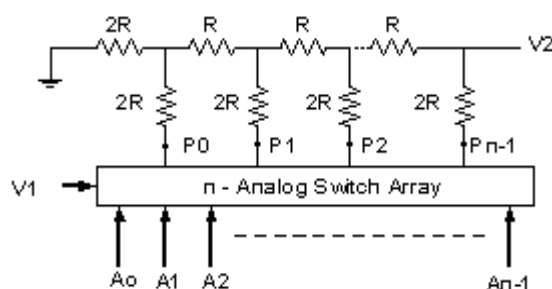 2R R R R
V2
2R 2R 2R 2R
P0 P1 P2 Pn-1
V1
n - Analog Switch Array
Ao A1 A2 An-1